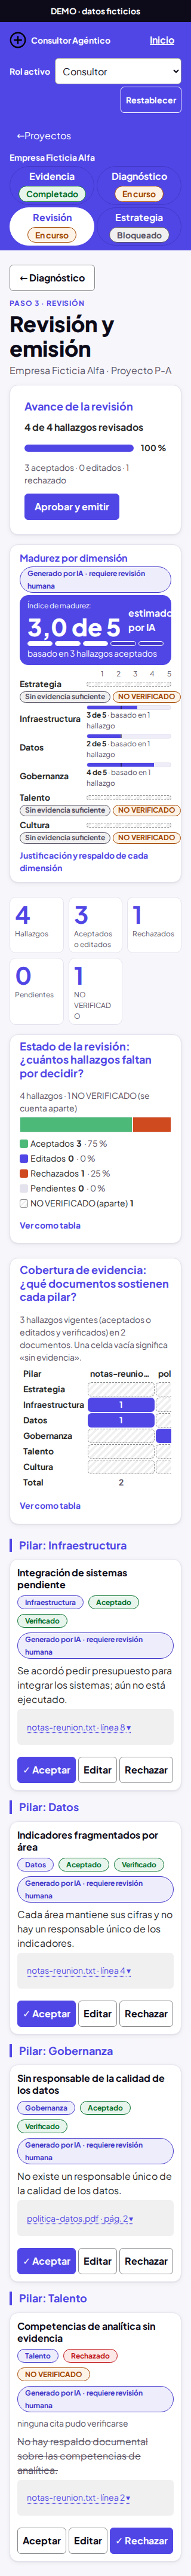 DEMO · datos ficticios
Consultor Agéntico
Inicio
Rol activo
Consultor
Restablecer
←Proyectos
Empresa Ficticia Alfa
Evidencia
Completado
Diagnóstico
En curso
Revisión
En curso
Estrategia
Bloqueado
← Diagnóstico
PASO 3 · REVISIÓN
Revisión y
emisión
Empresa Ficticia Alfa · Proyecto P-A
Avance de la revisión
4 de 4 hallazgos revisados
100 %
3 aceptados · 0 editados · 1
rechazado
Aprobar y emitir
Madurez por dimensión
Generado por IA · requiere revisión
humana
Índice de madurez:
3,0 de 5
estimado
por IA
basado en 3 hallazgos aceptados
1 2 3 4 5
Estrategia
Sin evidencia suficiente
NO VERIFICADO
Infraestructura
3 de 5 · basado en 1
hallazgo
Datos
2 de 5 · basado en 1
hallazgo
Gobernanza
4 de 5 · basado en 1
hallazgo
Talento
Sin evidencia suficiente
NO VERIFICADO
Cultura
Sin evidencia suficiente
NO VERIFICADO
Justificación y respaldo de cada
dimensión
4
Hallazgos
3
Aceptados
o editados
1
Rechazados
0
Pendientes
1
NO
VERIFICAD
O
Estado de la revisión:
¿cuántos hallazgos faltan
por decidir?
4 hallazgos · 1 NO VERIFICADO (se
cuenta aparte)
Aceptados 3 · 75 %
Editados 0 · 0 %
Rechazados 1 · 25 %
Pendientes 0 · 0 %
NO VERIFICADO (aparte) 1
Ver como tabla
Cobertura de evidencia:
¿qué documentos sostienen
cada pilar?
3 hallazgos vigentes (aceptados o
editados y verificados) en 2
documentos. Una celda vacía significa
«sin evidencia».
Pilar
notas-reunio…
pol
Estrategia
Infraestructura
1
Datos
1
Gobernanza
Talento
Cultura
Total
2
Ver como tabla
Pilar: Infraestructura
Integración de sistemas
pendiente
Infraestructura
Aceptado
Verificado
Generado por IA · requiere revisión
humana
Se acordó pedir presupuesto para
integrar los sistemas; aún no está
ejecutado.
notas-reunion.txt · línea 8 ▾
✓ Aceptar
Editar
Rechazar
Pilar: Datos
Indicadores fragmentados por
área
Datos
Aceptado
Verificado
Generado por IA · requiere revisión
humana
Cada área mantiene sus cifras y no
hay un responsable único de los
indicadores.
notas-reunion.txt · línea 4 ▾
✓ Aceptar
Editar
Rechazar
Pilar: Gobernanza
Sin responsable de la calidad de
los datos
Gobernanza
Aceptado
Verificado
Generado por IA · requiere revisión
humana
No existe un responsable único de
la calidad de los datos.
politica-datos.pdf · pág. 2 ▾
✓ Aceptar
Editar
Rechazar
Pilar: Talento
Competencias de analítica sin
evidencia
Talento
Rechazado
NO VERIFICADO
Generado por IA · requiere revisión
humana
ninguna cita pudo verificarse
No hay respaldo documental
sobre las competencias de
analítica.
notas-reunion.txt · línea 2 ▾
Aceptar
Editar
✓ Rechazar